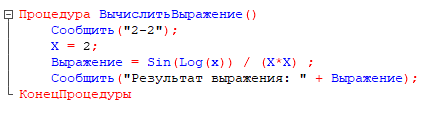 Процедура ВычислитьВыражение()
Сообщить("2-2");
X = 2;
Выражение = Sin(Log(x)) / (X*X) ;
Сообщить("Результат выражения: " + Выражение);
КонецПроцедуры